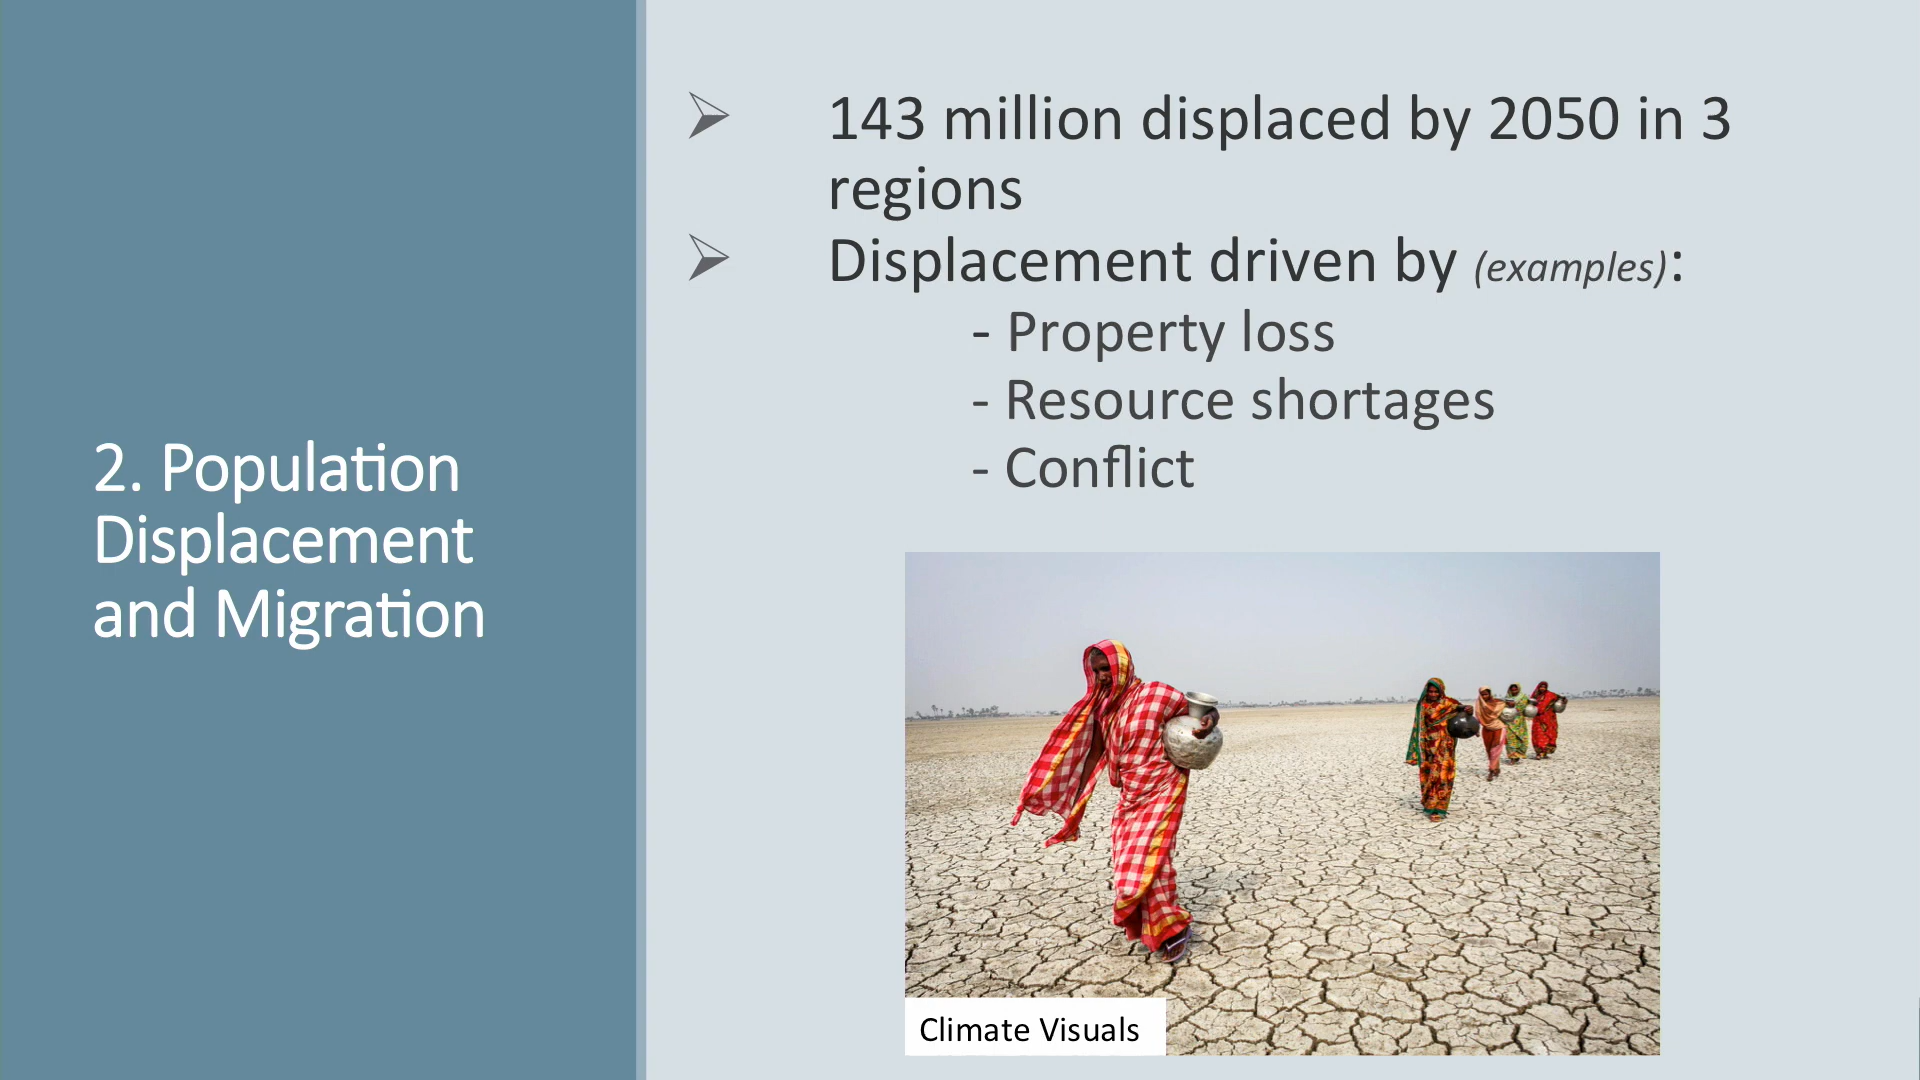 2. Population
Displacement
and Migration
➢ 143 million displaced by 2050 in 3
regions
➢ Displacement driven by (examples):
- Property loss
- Resource shortages
- Conflict
Climate Visuals